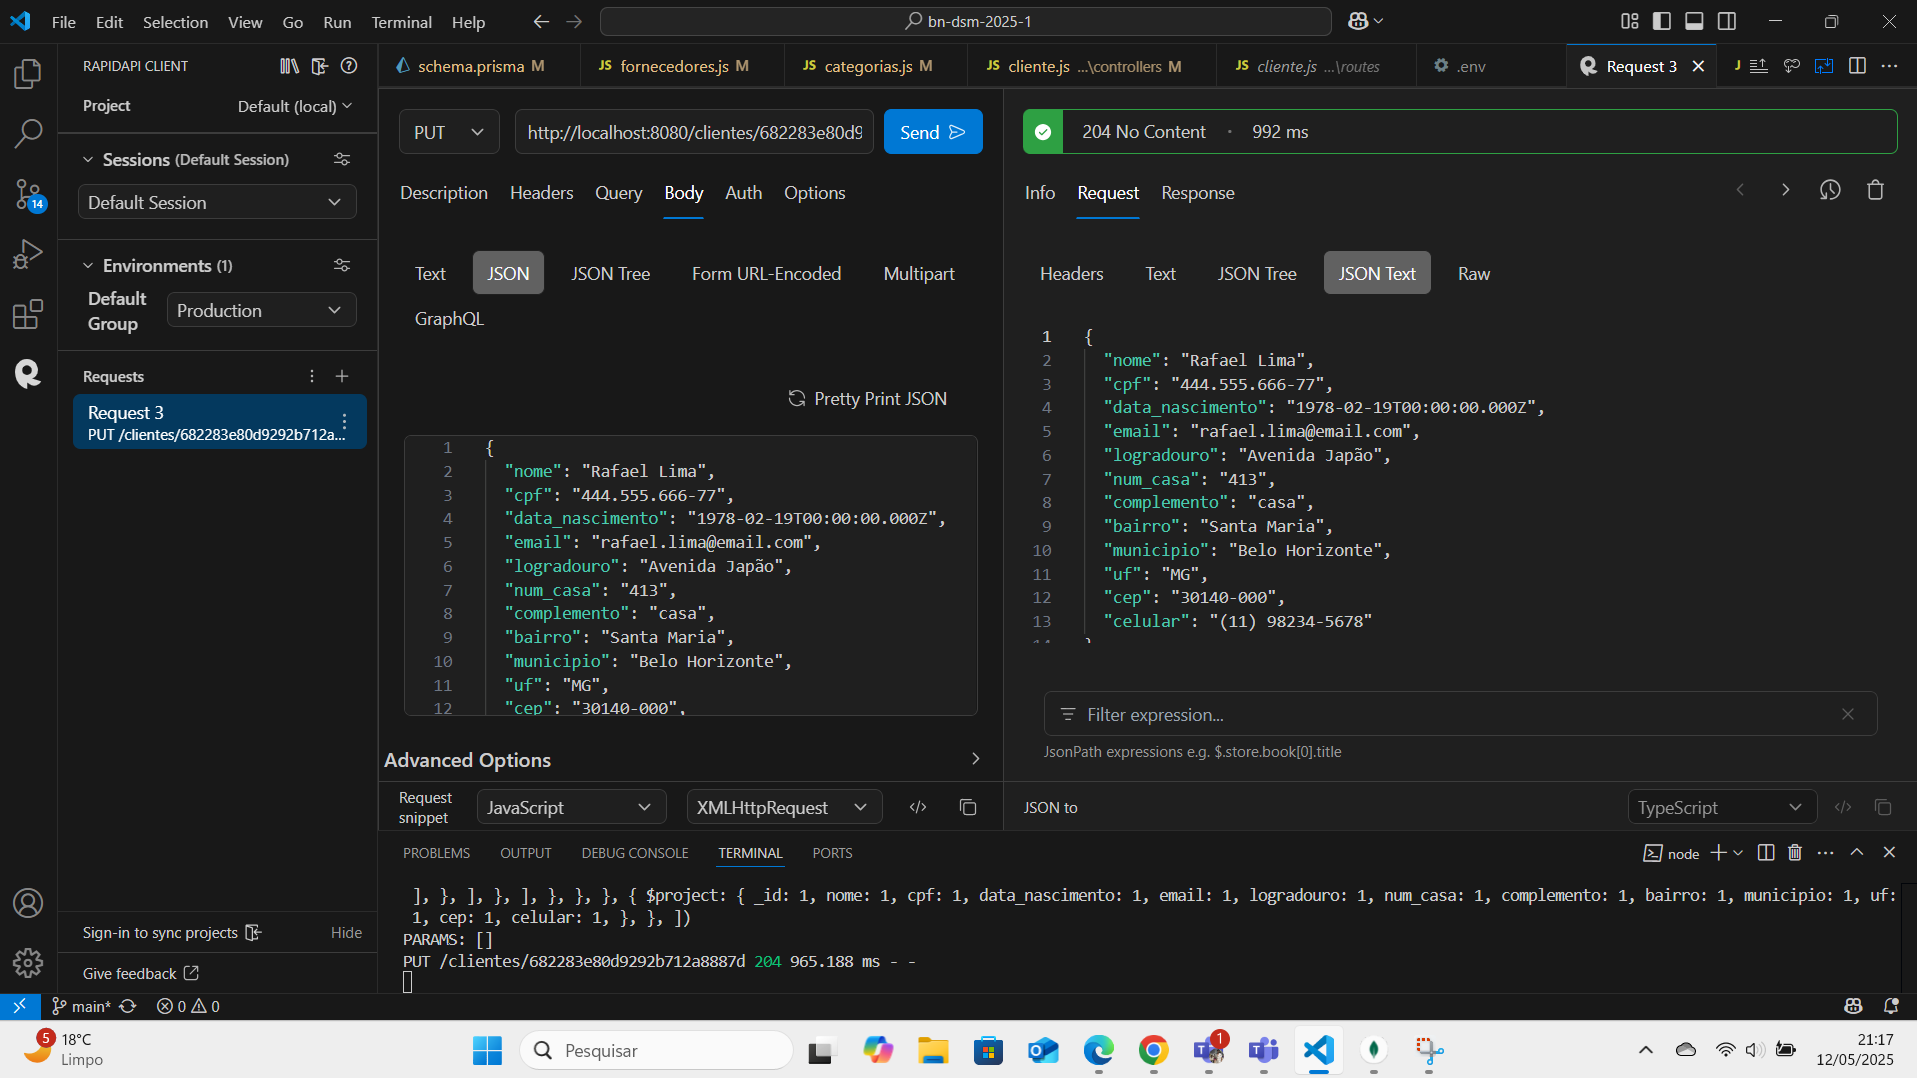 File Edit Selection View Go Run Terminal Help
bn-dsm-2025-1
RAPIDAPI CLIENT
schema.prisma M
JS fornecedores.js M
JS categorias.js M
JS cliente.js ...\controllers M
JS cliente.js ...\routes
.env
Request 3
J
Project Default (local)
Sessions (Default Session)
Default Session
Environments (1)
Default Group
Production
Requests
Request 3
PUT /clientes/682283e80d9292b712a...
14
Sign-in to sync projects Hide
Give feedback
PUT http://localhost:8080/clientes/682283e80d9 Send
Description Headers Query Body Auth Options
Text JSON JSON Tree Form URL-Encoded Multipart
GraphQL
Pretty Print JSON
1 {
2 "nome": "Rafael Lima",
3 "cpf": "444.555.666-77",
4 "data_nascimento": "1978-02-19T00:00:00.000Z",
5 "email": "rafael.lima@email.com",
6 "logradouro": "Avenida Japão",
7 "num_casa": "413",
8 "complemento": "casa",
9 "bairro": "Santa Maria",
10 "municipio": "Belo Horizonte",
11 "uf": "MG",
12 "cep": "30140-000",
Advanced Options
Request snippet
JavaScript XMLHttpRequest
204 No Content · 992 ms
Info Request Response
Headers Text JSON Tree JSON Text Raw
1 {
2 "nome": "Rafael Lima",
3 "cpf": "444.555.666-77",
4 "data_nascimento": "1978-02-19T00:00:00.000Z",
5 "email": "rafael.lima@email.com",
6 "logradouro": "Avenida Japão",
7 "num_casa": "413",
8 "complemento": "casa",
9 "bairro": "Santa Maria",
10 "municipio": "Belo Horizonte",
11 "uf": "MG",
12 "cep": "30140-000",
13 "celular": "(11) 98234-5678"
14 }
Filter expression...
JsonPath expressions e.g. $.store.book[0].title
JSON to TypeScript
PROBLEMS OUTPUT DEBUG CONSOLE TERMINAL PORTS
node
], }, ], }, ], }, }, }, { $project: { _id: 1, nome: 1, cpf: 1, data_nascimento: 1, email: 1, logradouro: 1, num_casa: 1, complemento: 1, bairro: 1, municipio: 1, uf:
1, cep: 1, celular: 1, }, }, ])
PARAMS: []
PUT /clientes/682283e80d9292b712a8887d 204 965.188 ms - -
main* 0 0
5
18°C
Limpo
Pesquisar
1
21:17
12/05/2025